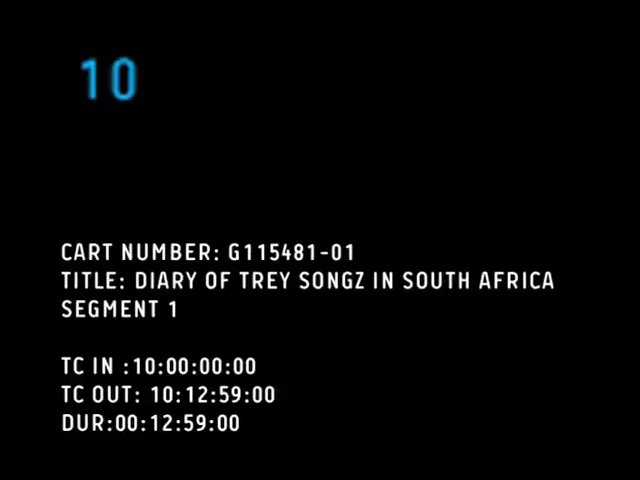 10
CART NUMBER: G115481-01
TITLE: DIARY OF TREY SONGZ IN SOUTH AFRICA
SEGMENT 1
TC IN :10:00:00:00
TC OUT: 10:12:59:00
DUR:00:12:59:00